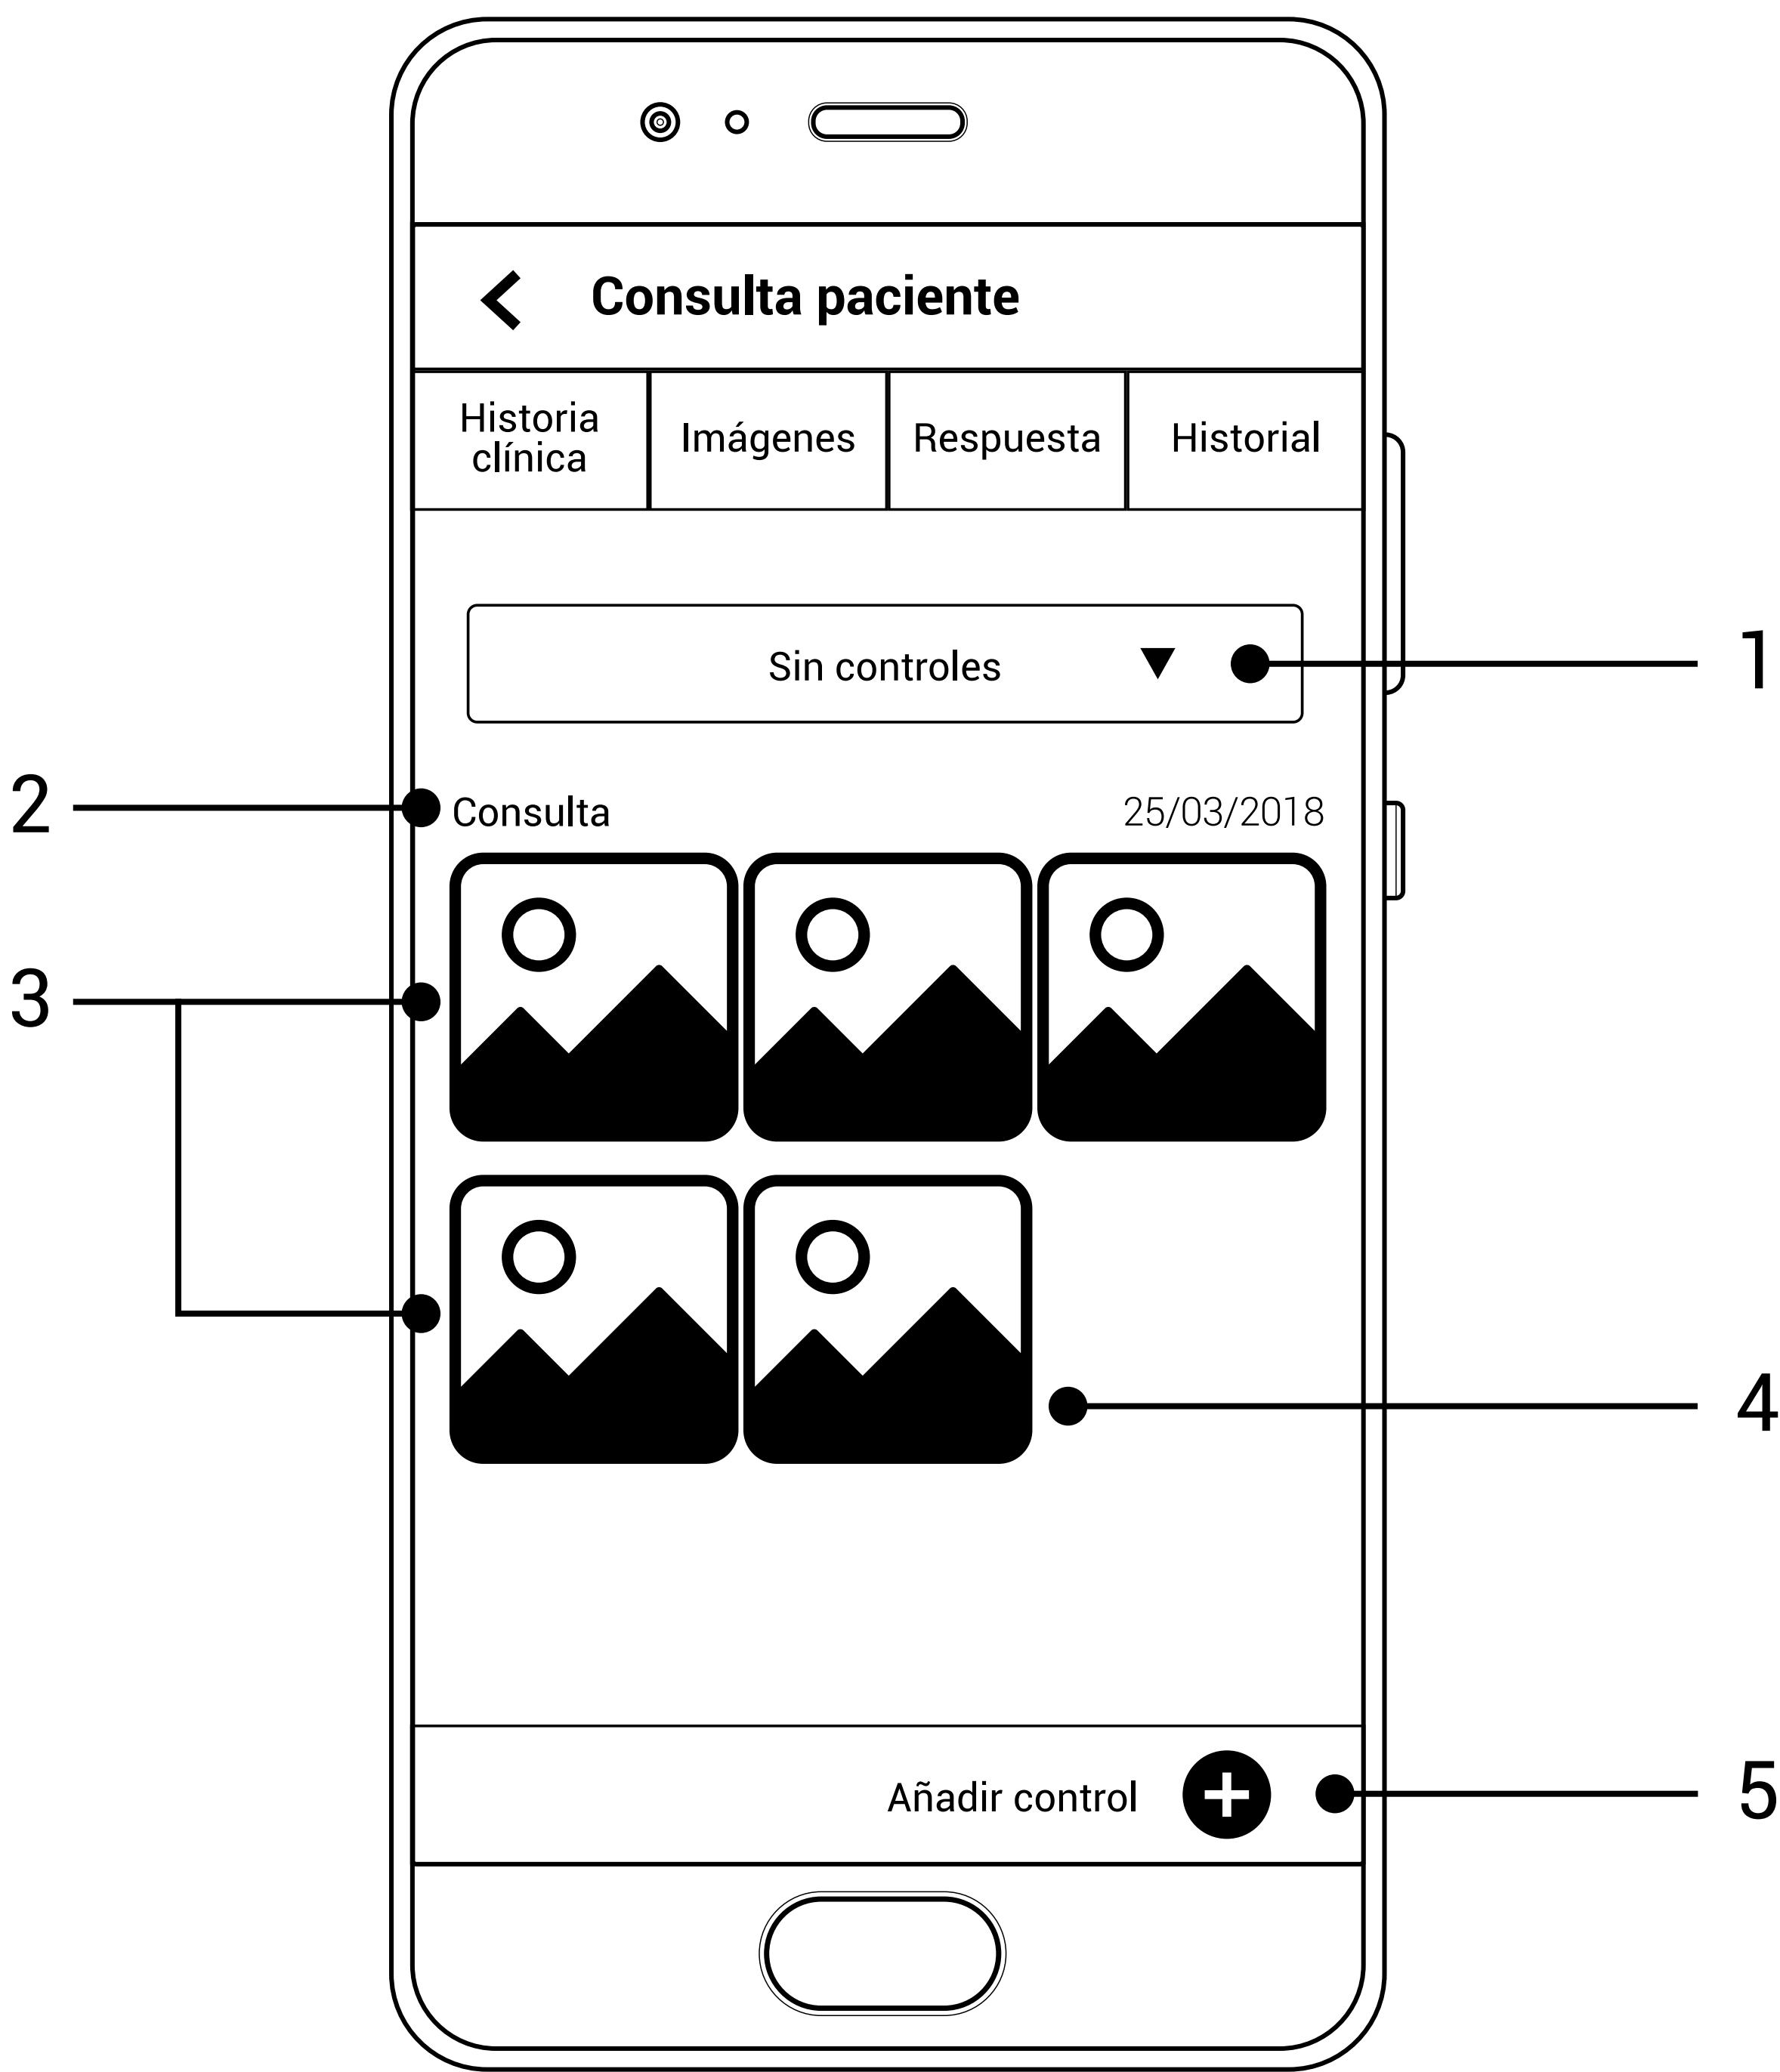 Consulta paciente
Historia
clínica
Imágenes
Respuesta
Historial
Sin controles
1
2
Consulta
25/03/2018
3
4
Añadir control
5